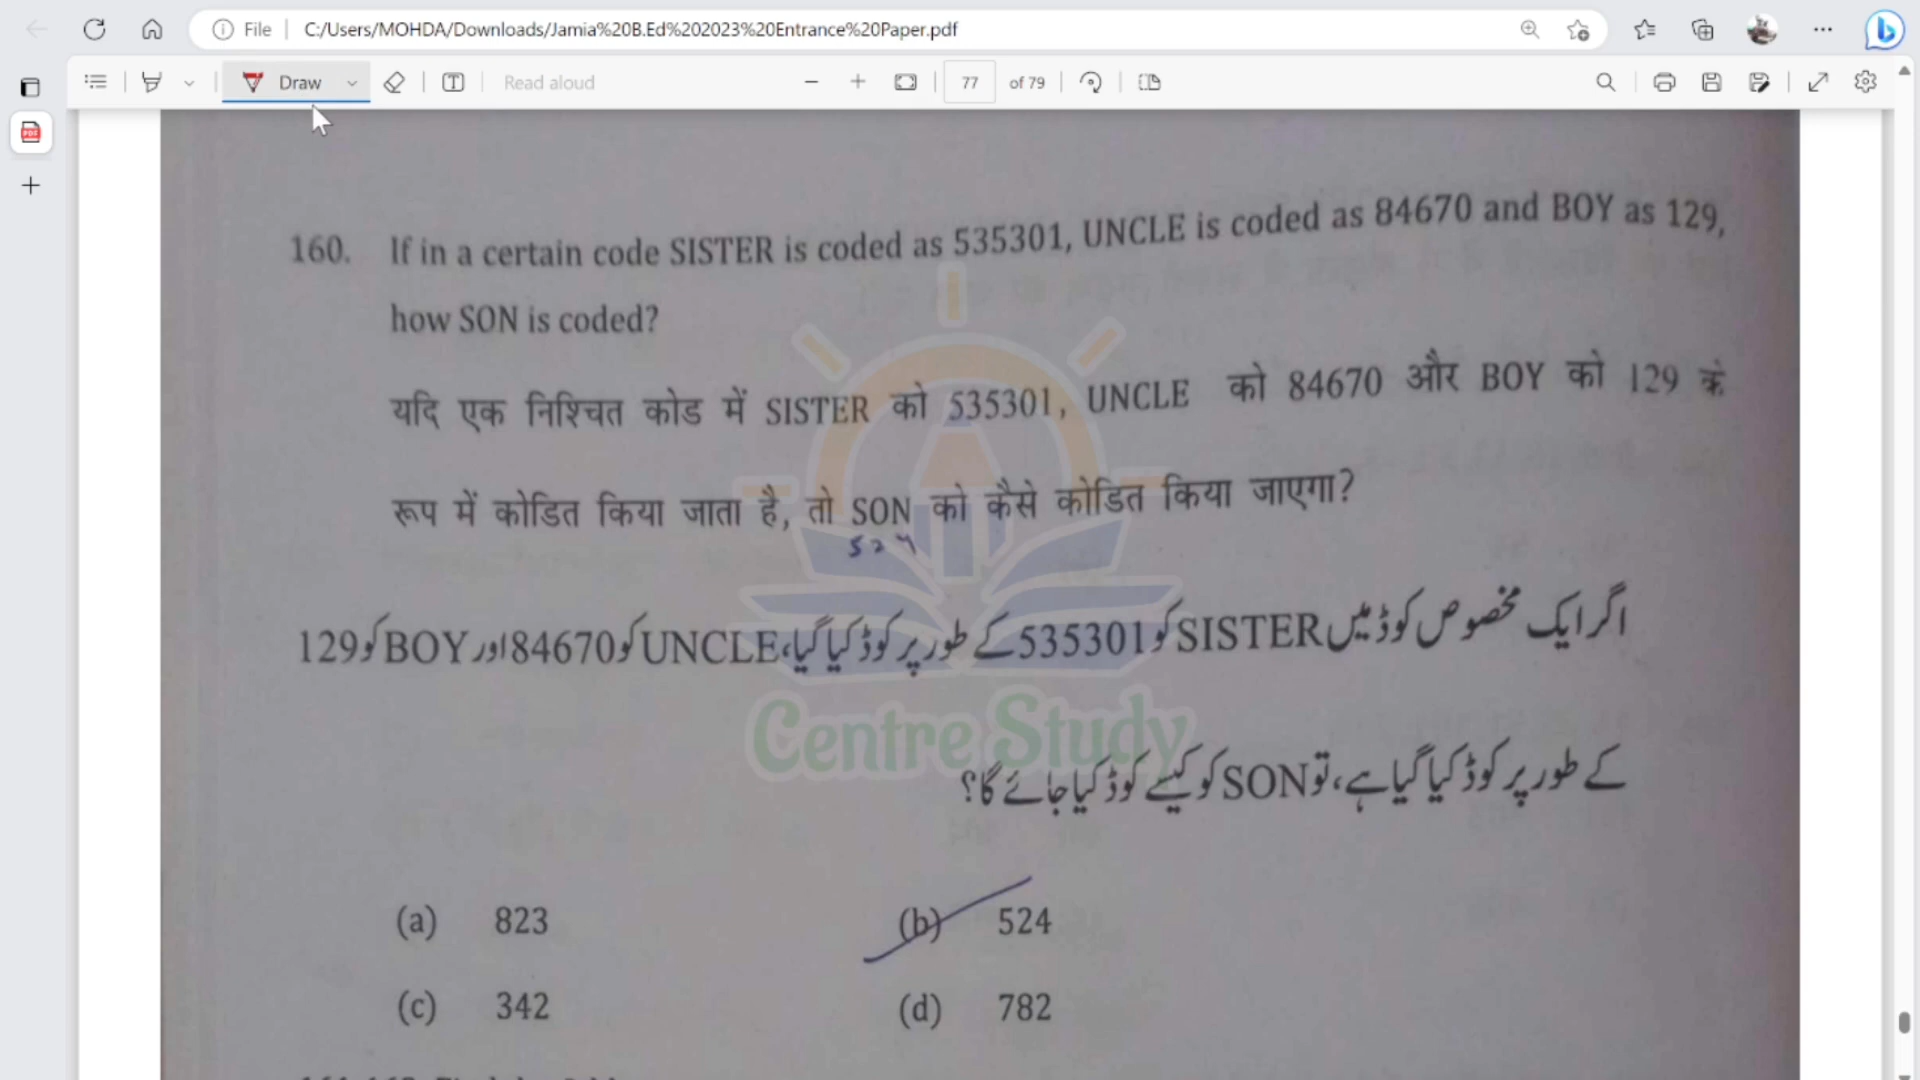 File
C:/Users/MOHDA/Downloads/Jamia%20B.Ed%202023%20Entrance%20Paper.pdf
Draw
Read aloud
77 of 79
160. If in a certain code SISTER is coded as 535301, UNCLE is coded as 84670 and BOY as 129,
how SON is coded?
यदि एक निश्चित कोड में SISTER को 535301, UNCLE को 84670 और BOY को 129 के
रूप में कोडित किया जाता है, तो SON को कैसे कोडित किया जाएगा?
524
اگر ایک مخصوص کوڈ میں SISTER کو 535301 کے طور پر کوڈ کیا گیا، UNCLE کو 84670 اور BOY کو 129
کے طور پر کوڈ کیا گیا ہے، تو SON کو کیسے کوڈ کیا جائے گا؟
Centre Study
(a) 823 (b) 524
(c) 342 (d) 782